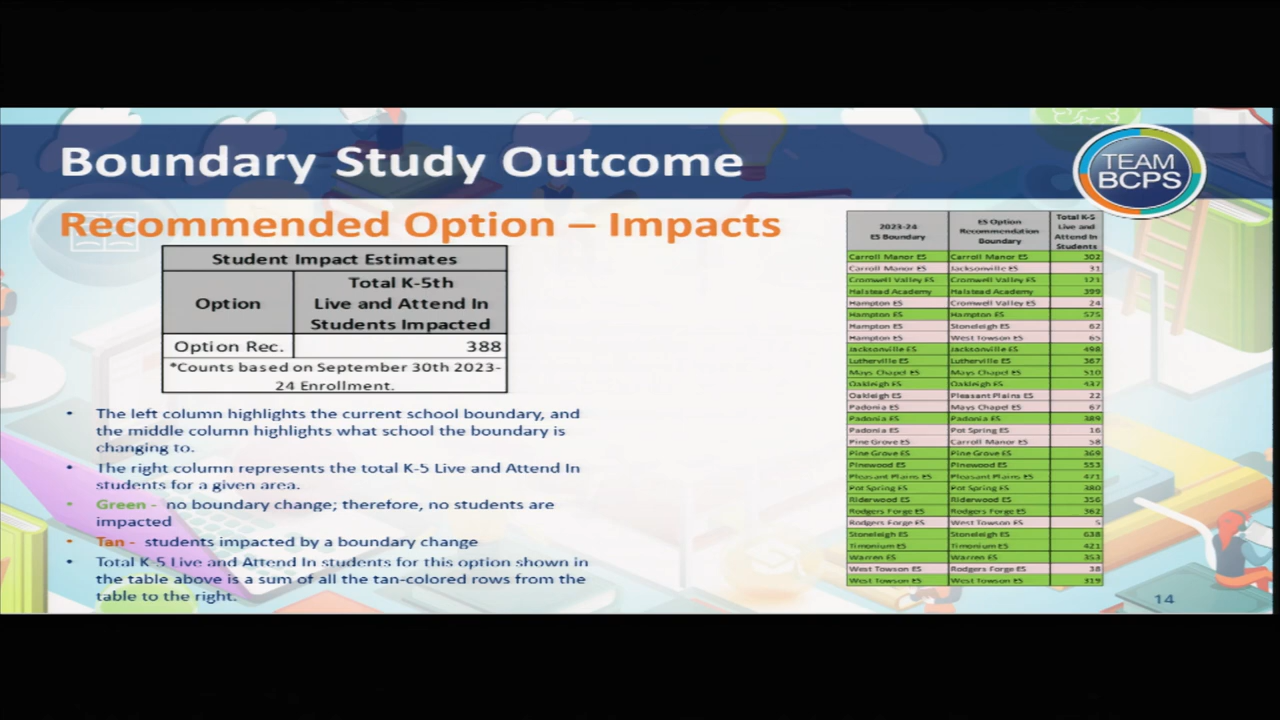 Boundary Study Outcome
TEAM
BCPS
Recommended Option – Impacts
Student Impact Estimates
Option
Total K-5th
Live and Attend In
Students Impacted
Option Rec. 388
*Counts based on September 30th 2023-
24 Enrollment.
• The left column highlights the current school boundary, and
the middle column highlights what school the boundary is
changing to.
• The right column represents the total K-5 Live and Attend In
students for a given area.
• Green - no boundary change; therefore, no students are
impacted
• Tan - students impacted by a boundary change
• Total K-5 Live and Attend In students for this option shown in
the table above is a sum of all the tan-colored rows from the
table to the right.
2023-24
ES Boundary
ES Option
Recommendation
Boundary
Total K-5
Live and
Attend In
Students
Carroll Manor ES Carroll Manor ES 302
Carroll Manor ES Jacksonville ES 31
Cromwell Valley ES Cromwell Valley ES 121
Halstead Academy Halstead Academy 399
Hampton ES Cromwell Valley ES 24
Hampton ES Hampton ES 575
Hampton ES Stoneleigh ES 62
Hampton ES West Towson ES 65
Jacksonville ES Jacksonville ES 498
Lutherville ES Lutherville ES 367
Mays Chapel ES Mays Chapel ES 510
Oakleigh ES Oakleigh ES 437
Oakleigh ES Pleasant Plains ES 22
Padonia ES Mays Chapel ES 67
Padonia ES Padonia ES 389
Padonia ES Pot Spring ES 16
Pine Grove ES Carroll Manor ES 58
Pine Grove ES Pine Grove ES 369
Pinewood ES Pinewood ES 553
Pleasant Plains ES Pleasant Plains ES 471
Pot Spring ES Pot Spring ES 380
Riderwood ES Riderwood ES 356
Rodgers Forge ES Rodgers Forge ES 362
Rodgers Forge ES West Towson ES 5
Stoneleigh ES Stoneleigh ES 638
Timonium ES Timonium ES 421
Warren ES Warren ES 353
West Towson ES Rodgers Forge ES 38
West Towson ES West Towson ES 319
14